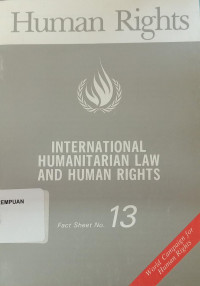 Human Rights
INTERNATIONAL
HUMANITARIAN LAW
AND HUMAN RIGHTS
EMPUAN
Fact Sheet No. 13
World Campaign for
Human Rights